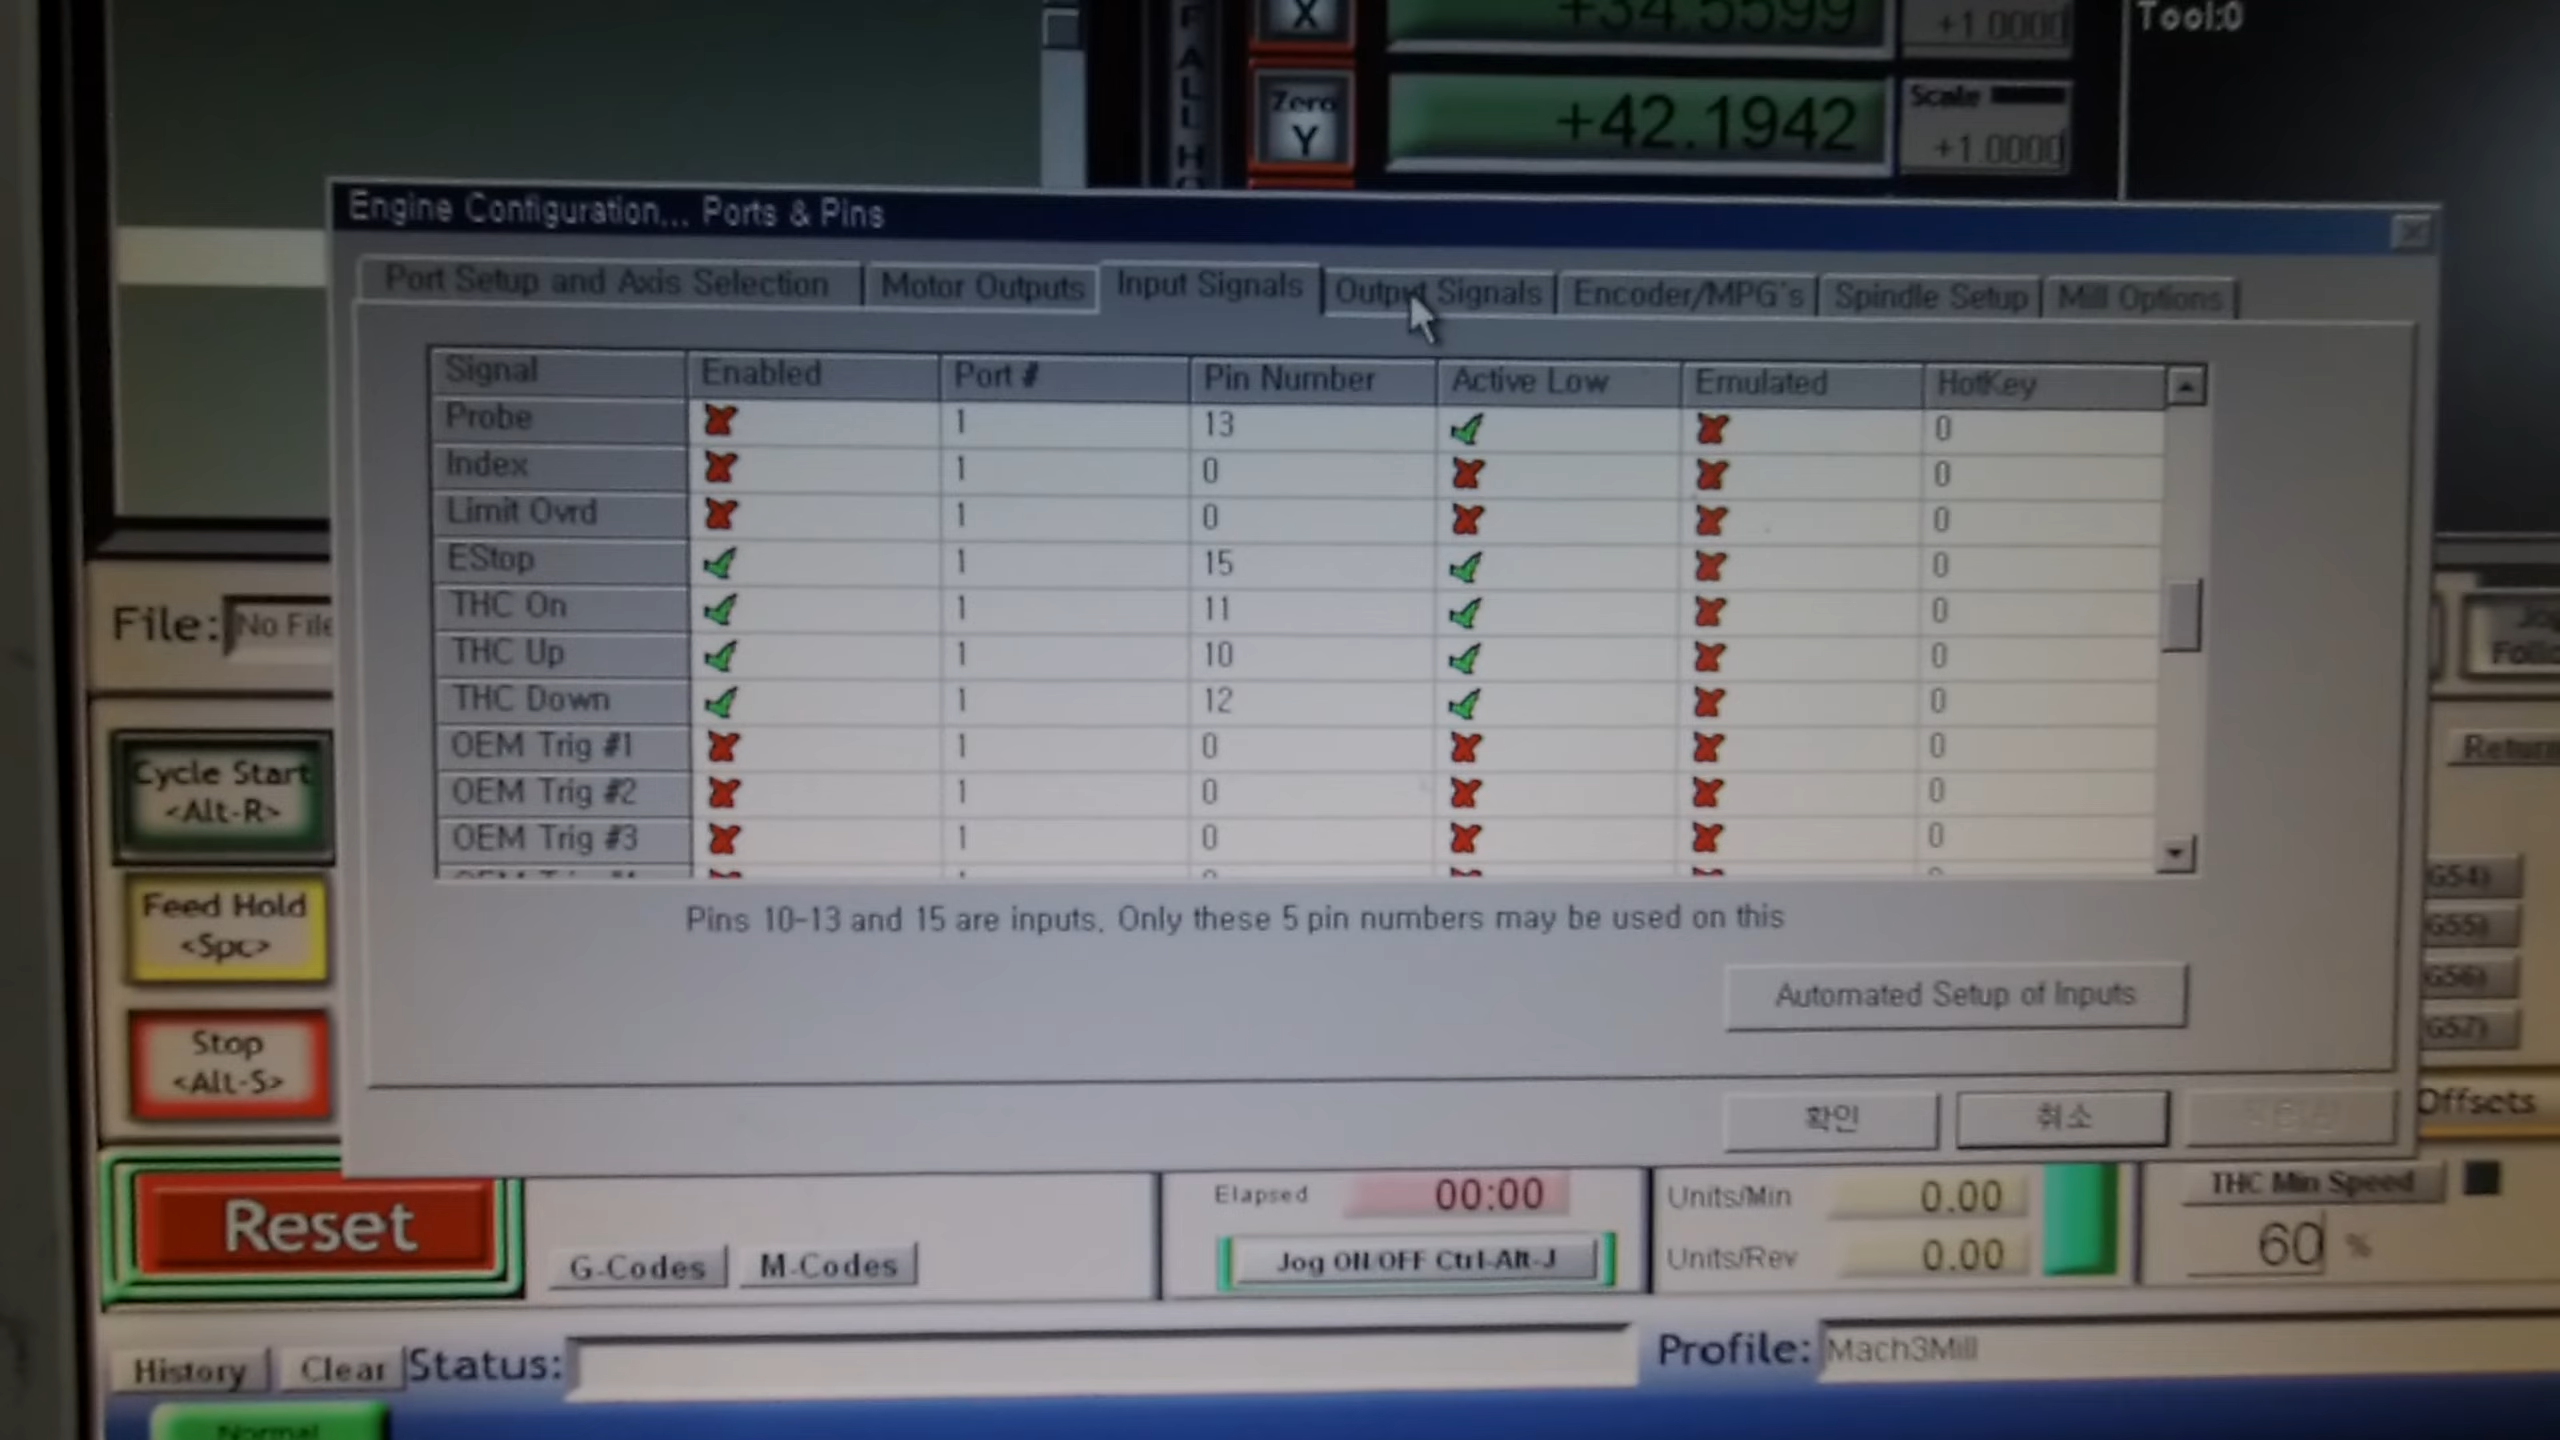 X
+34.5599
+1.0000
Tool:0
Zero
Y
+42.1942
Scale
+1.0000
Engine Configuration... Ports & Pins
Port Setup and Axis Selection
Motor Outputs
Input Signals
Output Signals
Encoder/MPG's
Spindle Setup
Mill Options
Signal Enabled Port # Pin Number Active Low Emulated HotKey
Probe 1 13 0
Index 1 0 0
Limit Ovrd 1 0 0
EStop 1 15 0
THC On 1 11 0
THC Up 1 10 0
THC Down 1 12 0
OEM Trig #1 1 0 0
OEM Trig #2 1 0 0
OEM Trig #3 1 0 0
Pins 10-13 and 15 are inputs. Only these 5 pin numbers may be used on this
Automated Setup of Inputs
확인
취소
File: No File
Cycle Start
<Alt-R>
Feed Hold
<Spc>
Stop
<Alt-S>
Reset
G-Codes
M-Codes
Elapsed 00:00
Jog ON/OFF Ctrl-Alt-J
Units/Min 0.00
Units/Rev 0.00
THC Min Speed
60 %
G54)
G55)
G56)
G57)
Offsets
History
Clear
Status:
Profile: Mach3Mill
Normal